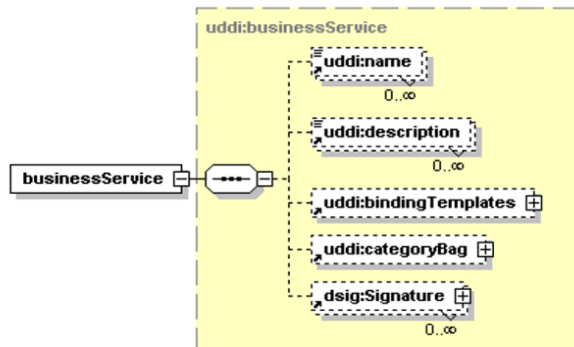 uddi:businessService
uddi:name
0..∞
uddi:description
0..∞
businessService
uddi:bindingTemplates
uddi:categoryBag
dsig:Signature
0..∞